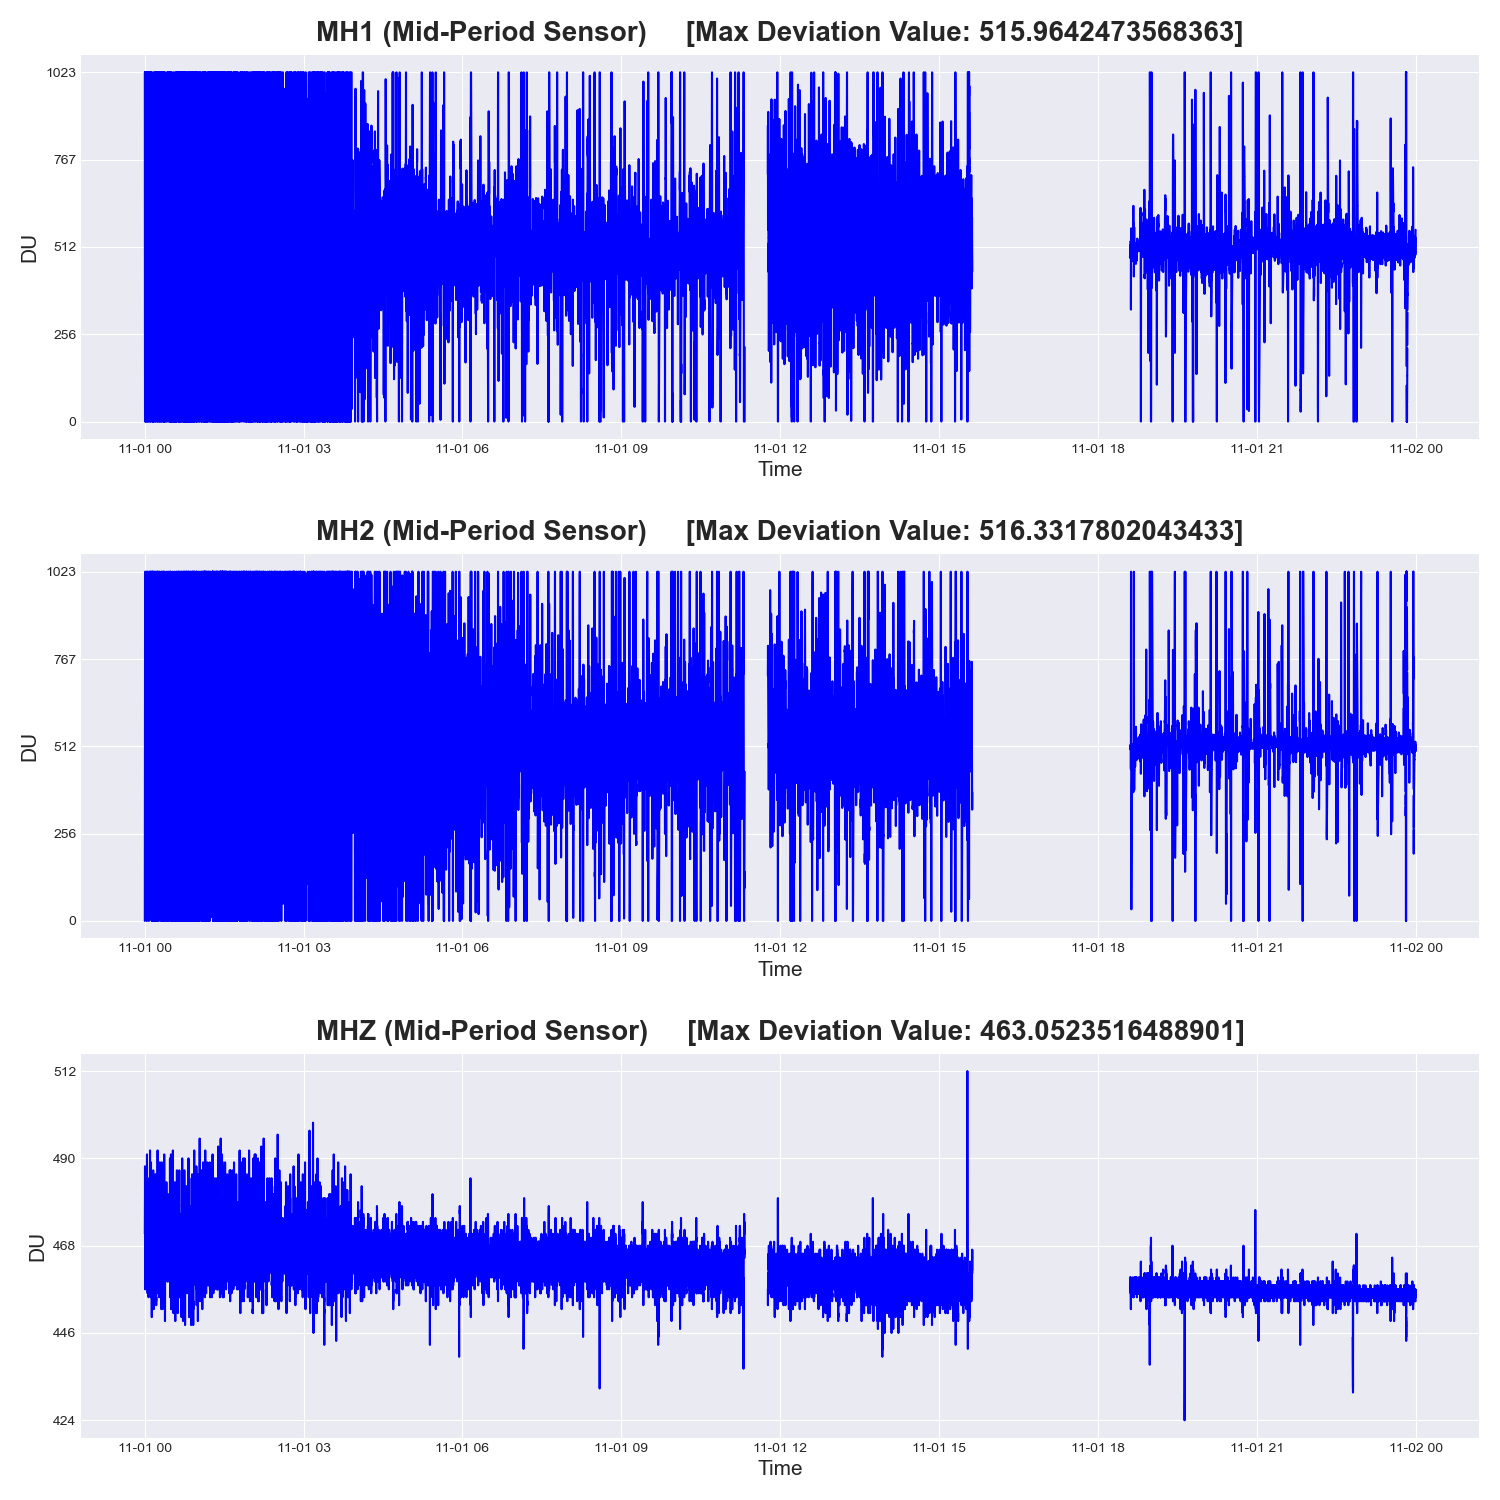 MH1 (Mid-Period Sensor) [Max Deviation Value: 515.9642473568363]
1023
767
512
256
0
DU
11-01 00 11-01 03 11-01 06 11-01 09 11-01 12 11-01 15 11-01 18 11-01 21 11-02 00
Time
MH2 (Mid-Period Sensor) [Max Deviation Value: 516.3317802043433]
1023
767
512
256
0
DU
11-01 00 11-01 03 11-01 06 11-01 09 11-01 12 11-01 15 11-01 18 11-01 21 11-02 00
Time
MHZ (Mid-Period Sensor) [Max Deviation Value: 463.0523516488901]
512
490
468
446
424
DU
11-01 00 11-01 03 11-01 06 11-01 09 11-01 12 11-01 15 11-01 18 11-01 21 11-02 00
Time